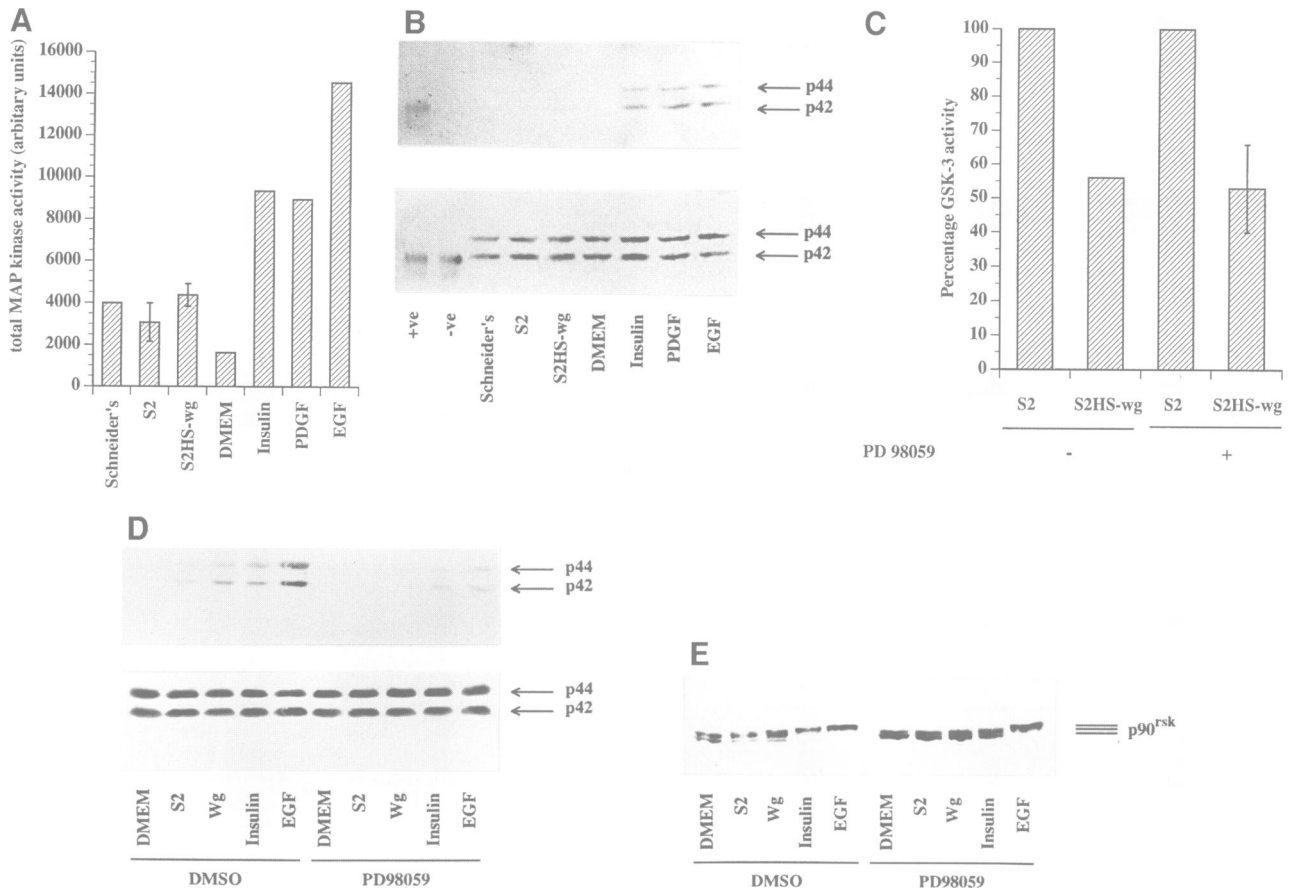 A
total MAP kinase activity (arbitary units)
16000
14000
12000
10000
8000
6000
4000
2000
0
Schneider's
S2
S2HS-wg
DMEM
Insulin
PDGF
EGF
B
p44
p42
p44
p42
+ve
-ve
Schneider's
S2
S2HS-wg
DMEM
Insulin
PDGF
EGF
C
Percentage GSK-3 activity
100
90
80
70
60
50
40
30
20
10
0
S2
S2HS-wg
S2
S2HS-wg
PD 98059
-
+
D
p44
p42
p44
p42
DMEM
S2
Wg
Insulin
EGF
DMEM
S2
Wg
Insulin
EGF
DMSO
PD98059
E
p90rsk
DMEM
S2
Wg
Insulin
EGF
DMEM
S2
Wg
Insulin
EGF
DMSO
PD98059